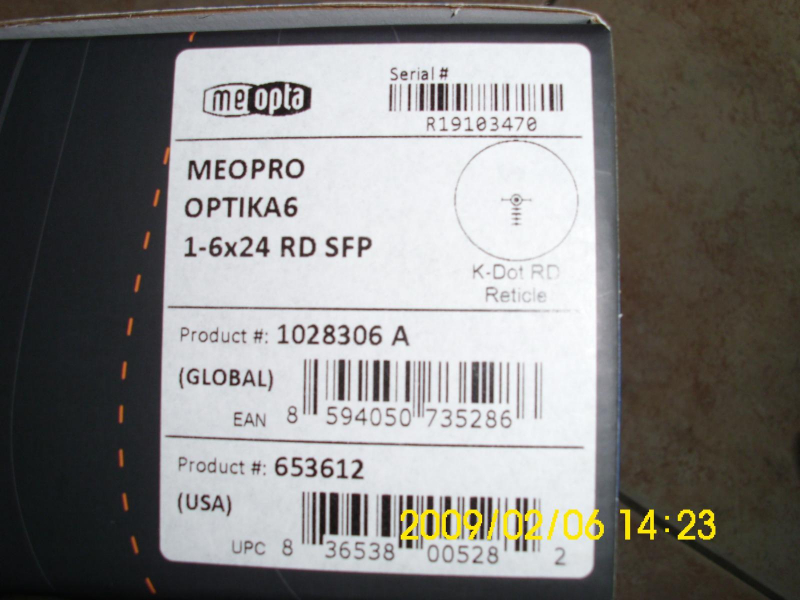 meopta
Serial #
R19103470
MEOPRO
OPTIKA6
1-6x24 RD SFP
K-Dot RD
Reticle
Product #: 1028306 A
(GLOBAL)
EAN 8 594050 735286
Product #: 653612
(USA)
UPC 8 36538 00528 2
2009/02/06 14:23